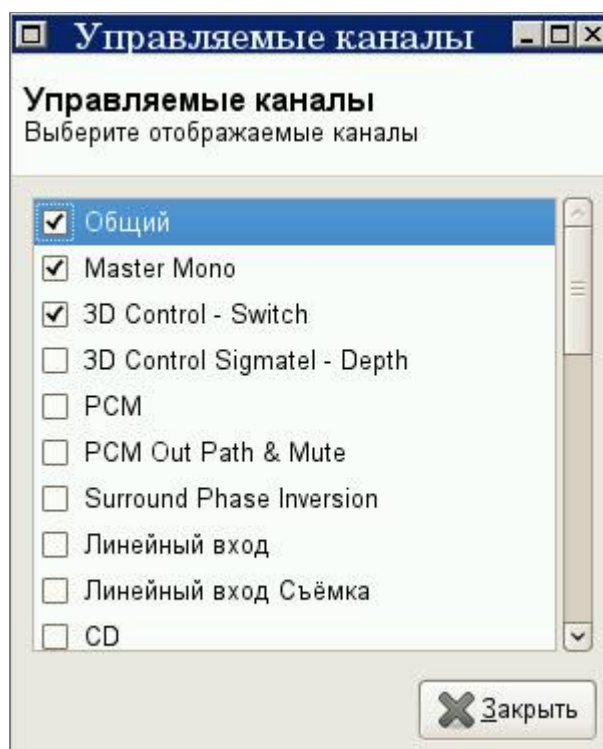 Управляемые каналы
Управляемые каналы
Выберите отображаемые каналы
Общий
Master Mono
3D Control - Switch
3D Control Sigmatel - Depth
PCM
PCM Out Path & Mute
Surround Phase Inversion
Линейный вход
Линейный вход Съёмка
CD
Закрыть